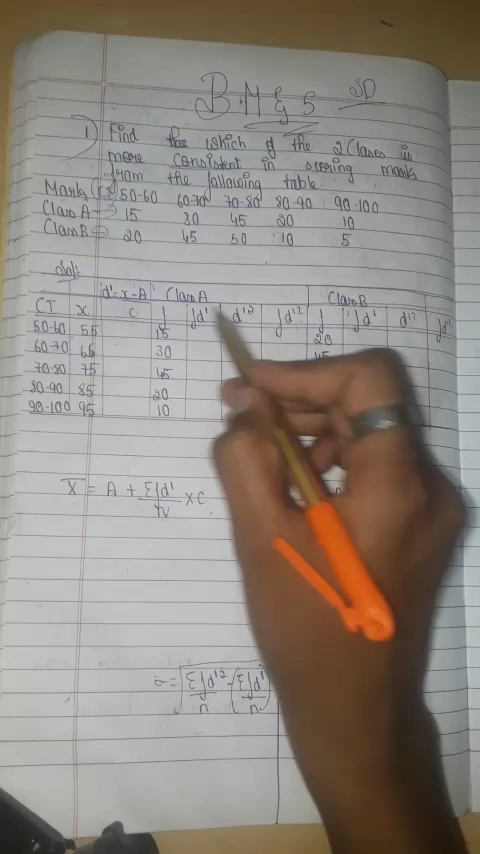 B.M & S SD
1) Find the which of the 2 Clases is
more consistent in scoring marks
from the following table
Marks 50-60 60-70 70-80 80-90 90-100
Class A → 15 30 45 20 10
Class B → 20 45 50 10 5
Sol:
d' = x-A Class A Class B
CI x c f fd' d'² fd'² f fd' d'² fd'²
50-60 55 15 20
60-70 65 30 45
70-80 75 45
80-90 85 20
90-100 95 10
X̄ = A + Σfd' / N × C
σ = √ Σfd'² / n - (Σfd' / n)